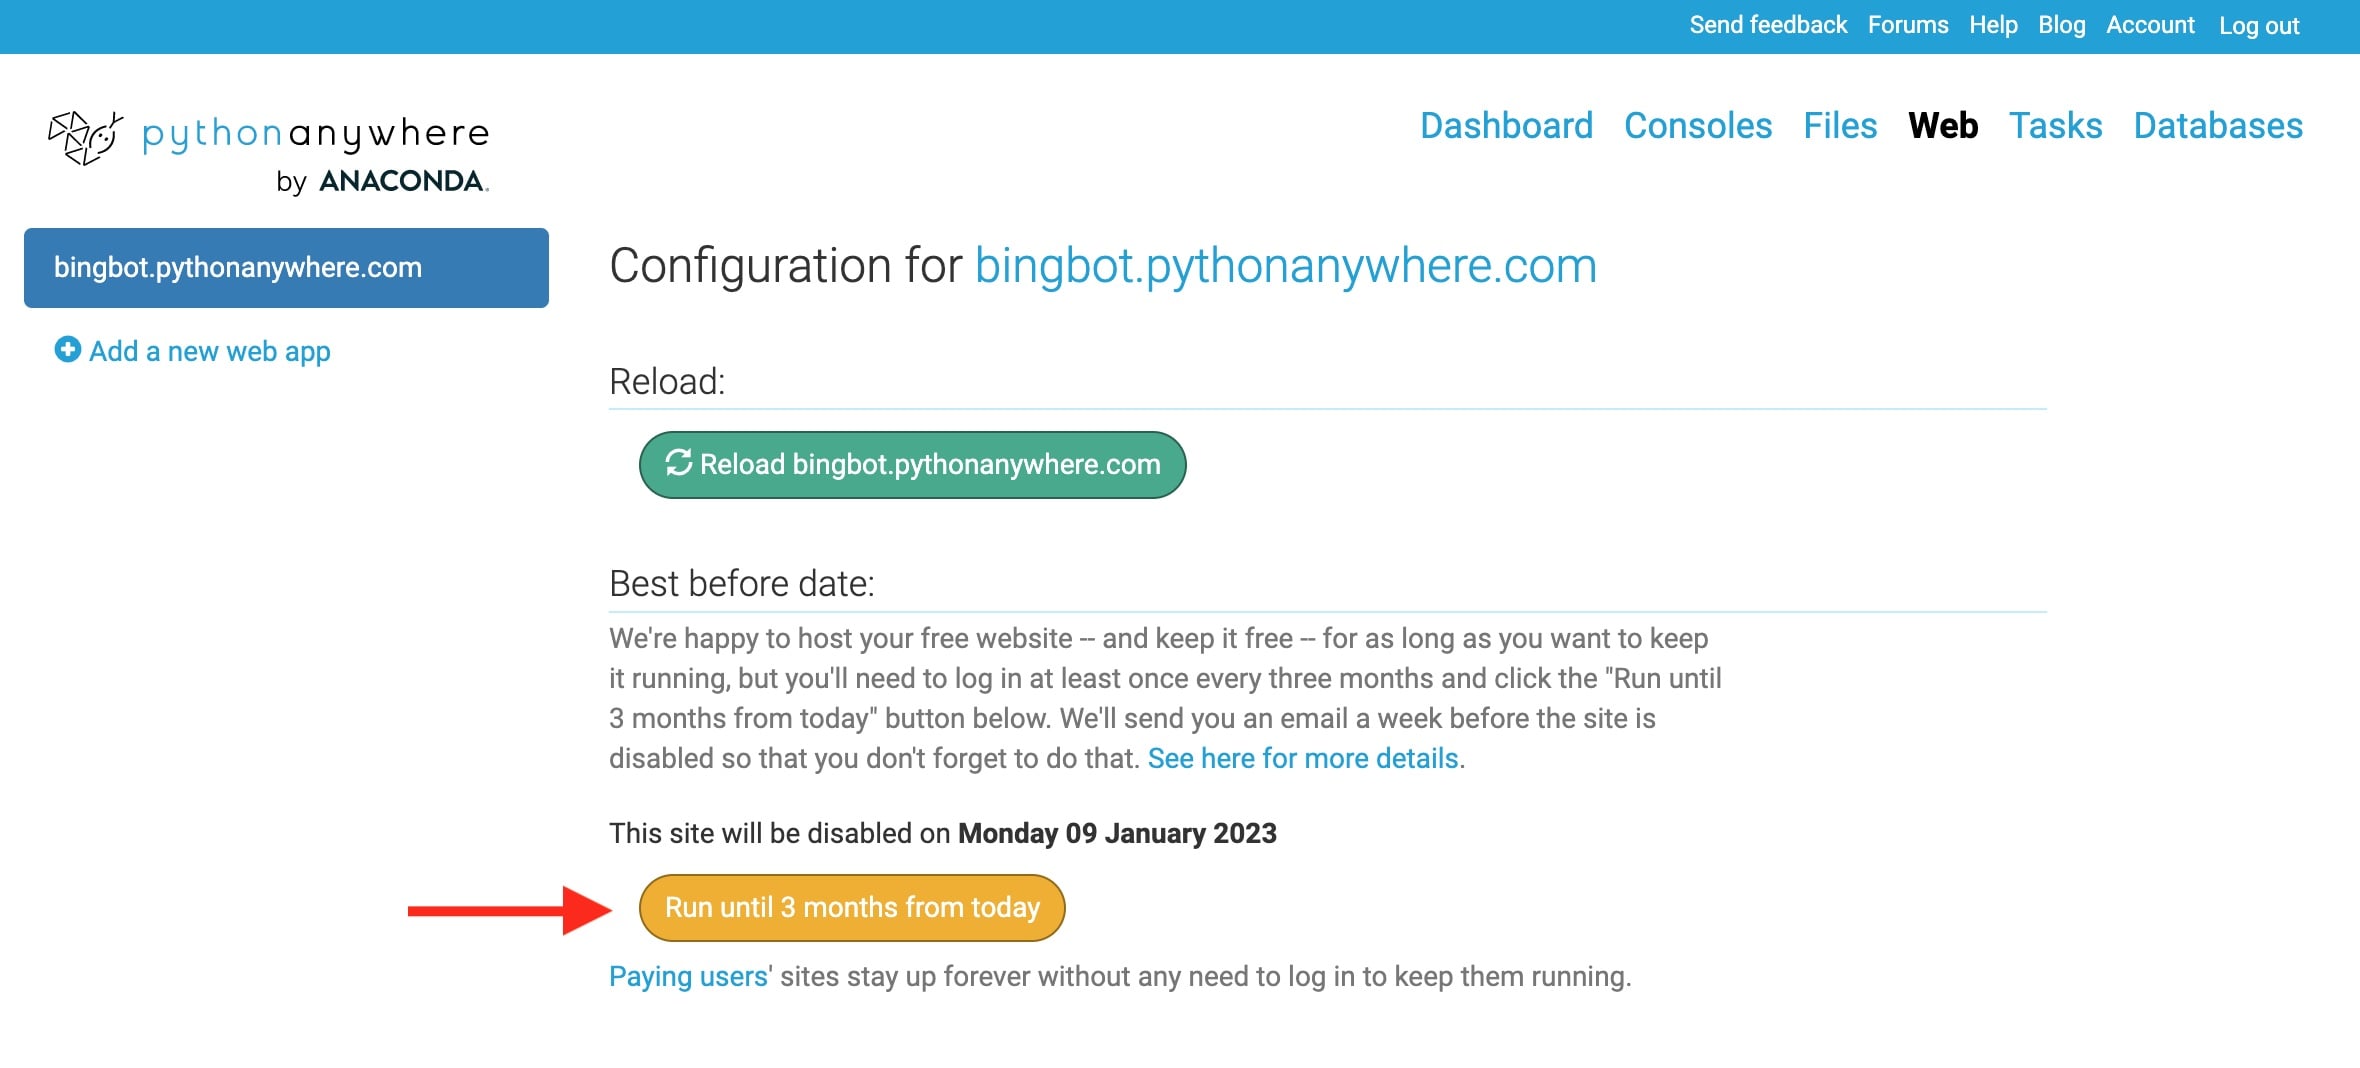 Send feedback Forums Help Blog Account Log out
pythonanywhere
by ANACONDA.
Dashboard Consoles Files Web Tasks Databases
bingbot.pythonanywhere.com
Add a new web app
Configuration for bingbot.pythonanywhere.com
Reload:
Reload bingbot.pythonanywhere.com
Best before date:
We're happy to host your free website -- and keep it free -- for as long as you want to keep
it running, but you'll need to log in at least once every three months and click the "Run until
3 months from today" button below. We'll send you an email a week before the site is
disabled so that you don't forget to do that. See here for more details.
This site will be disabled on Monday 09 January 2023
Run until 3 months from today
Paying users' sites stay up forever without any need to log in to keep them running.